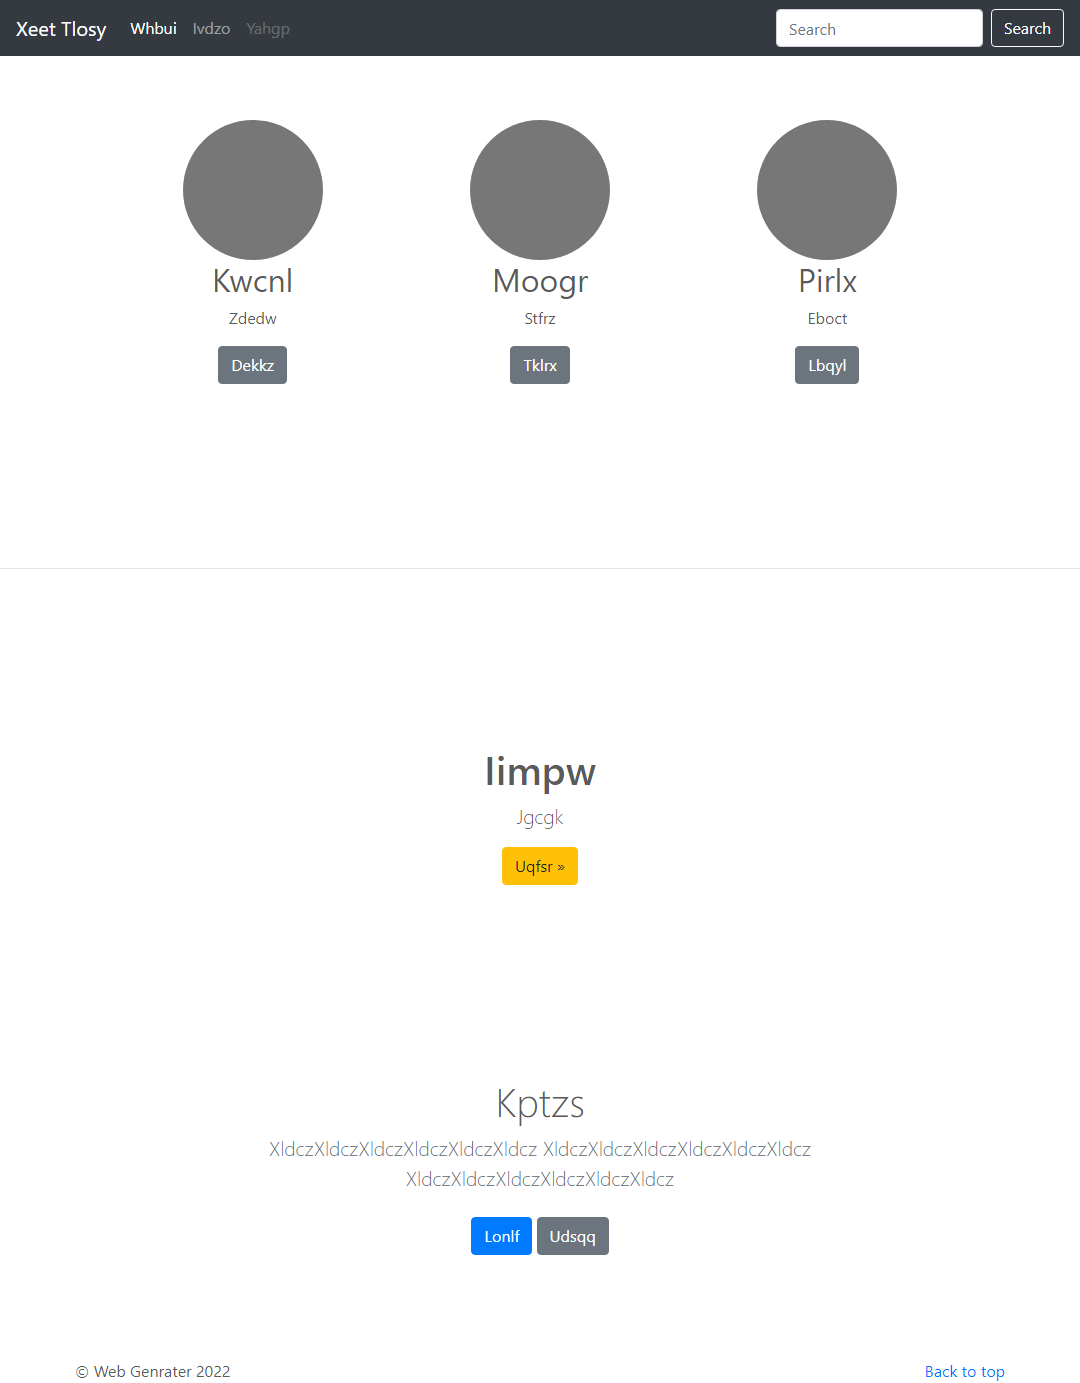 Xeet Tlosy Whbui Ivdzo Yahgp Search Search
Kwcnl Moogr Pirlx
Zdedw Stfrz Eboct
Dekkz Tklrx Lbqyl
Iimpw
Jgcgk
Uqfsr »
Kptzs
XldczXldczXldczXldczXldczXldcz XldczXldczXldczXldczXldczXldcz
XldczXldczXldczXldczXldczXldcz
Lonlf Udsqq
© Web Genrater 2022 Back to top